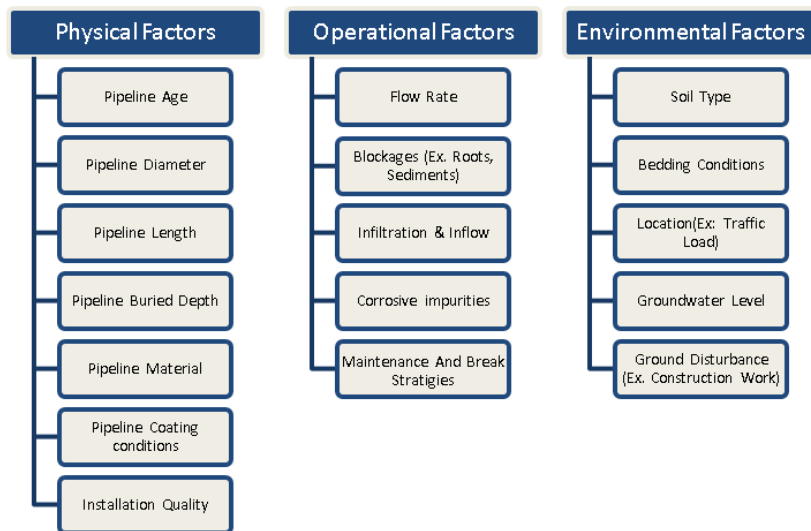 Physical Factors
Pipeline Age
Pipeline Diameter
Pipeline Length
Pipeline Buried Depth
Pipeline Material
Pipeline Coating
conditions
Installation Quality
Operational Factors
Flow Rate
Blockages (Ex. Roots,
Sediments)
Infiltration & Inflow
Corrosive impurities
Maintenance And Break
Stratigies
Environmental Factors
Soil Type
Bedding Conditions
Location(Ex: Traffic
Load)
Groundwater Level
Ground Disturbance
(Ex. Construction Work)